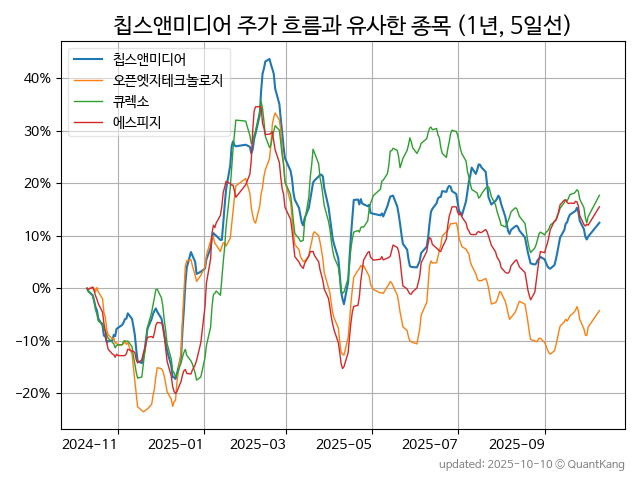 칩스앤미디어 주가 흐름과 유사한 종목 (1년, 5일선)
칩스앤미디어
오픈엣지테크놀로지
큐렉소
에스피지
40%
30%
20%
10%
0%
−10%
−20%
2024-11
2025-01
2025-03
2025-05
2025-07
2025-09
updated: 2025-10-10 © QuantKang